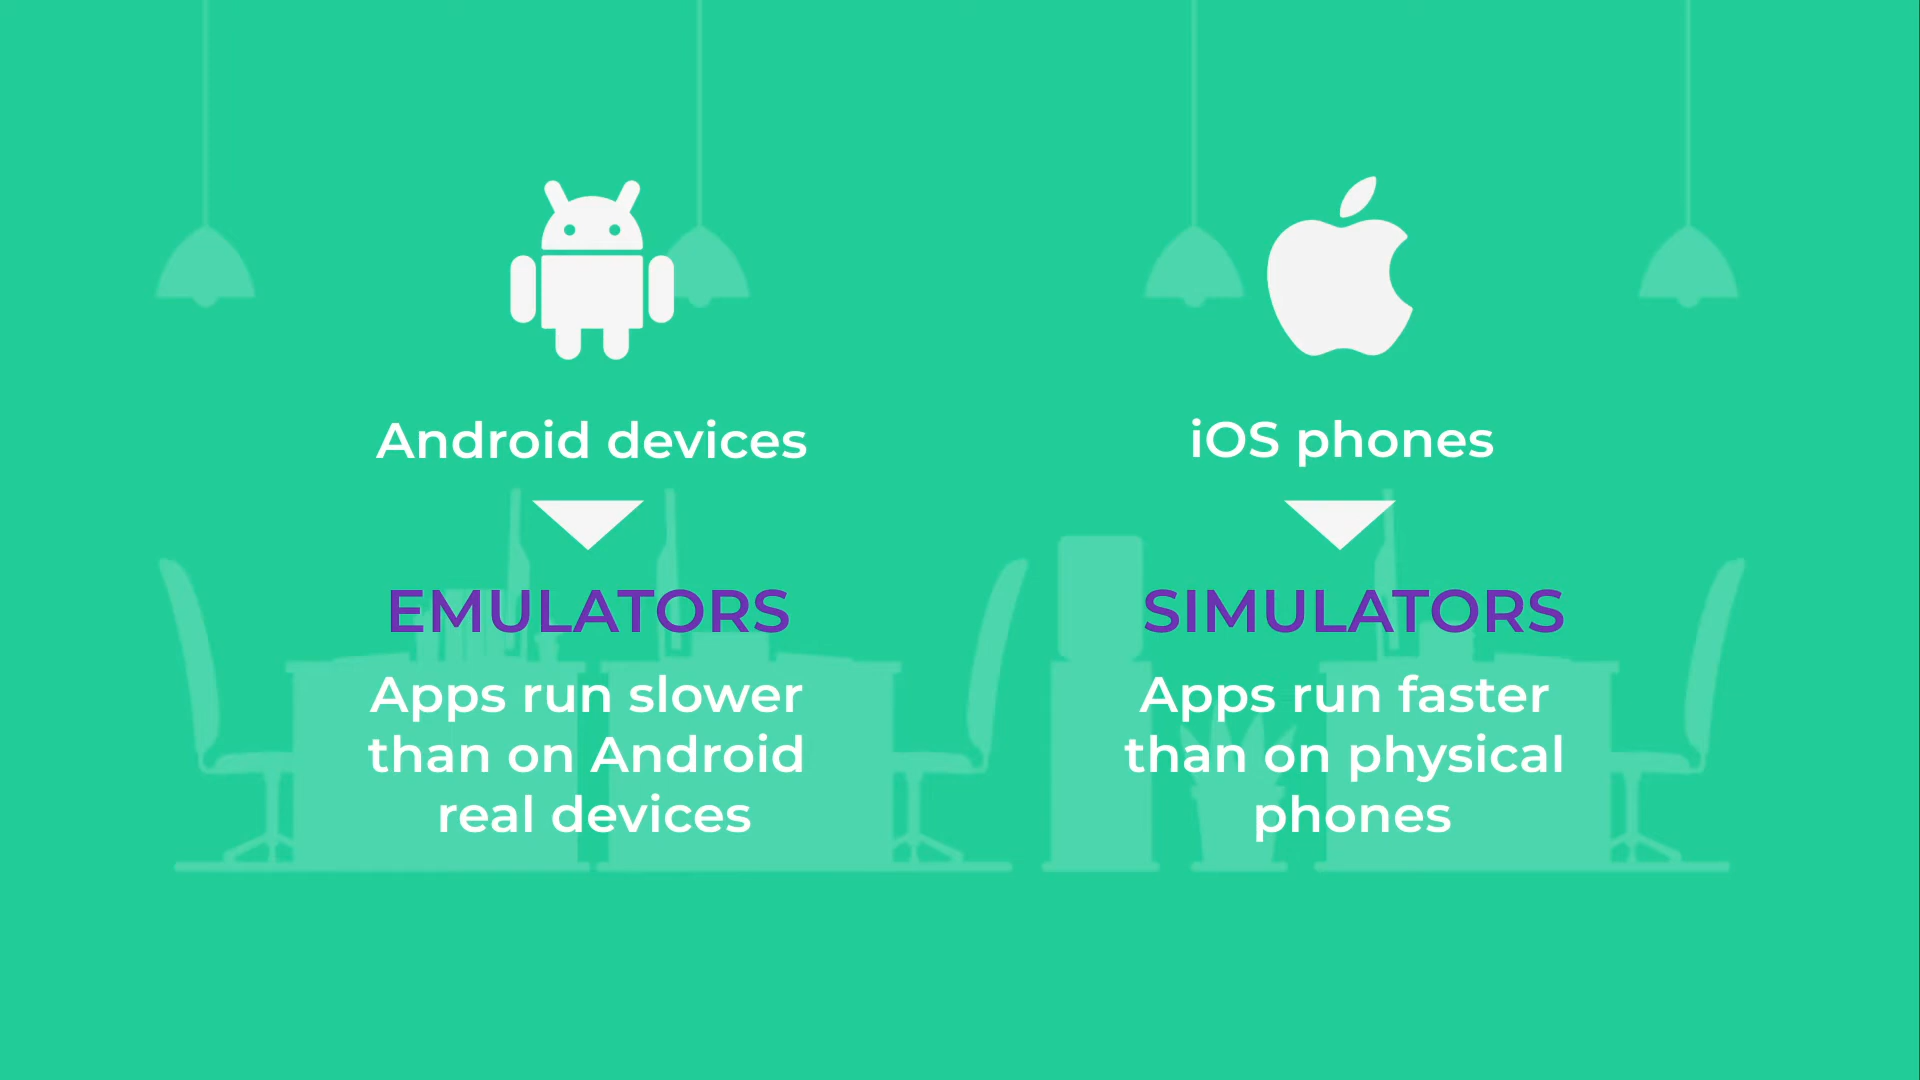 Android devices
EMULATORS
Apps run slower
than on Android
real devices
iOS phones
SIMULATORS
Apps run faster
than on physical
phones